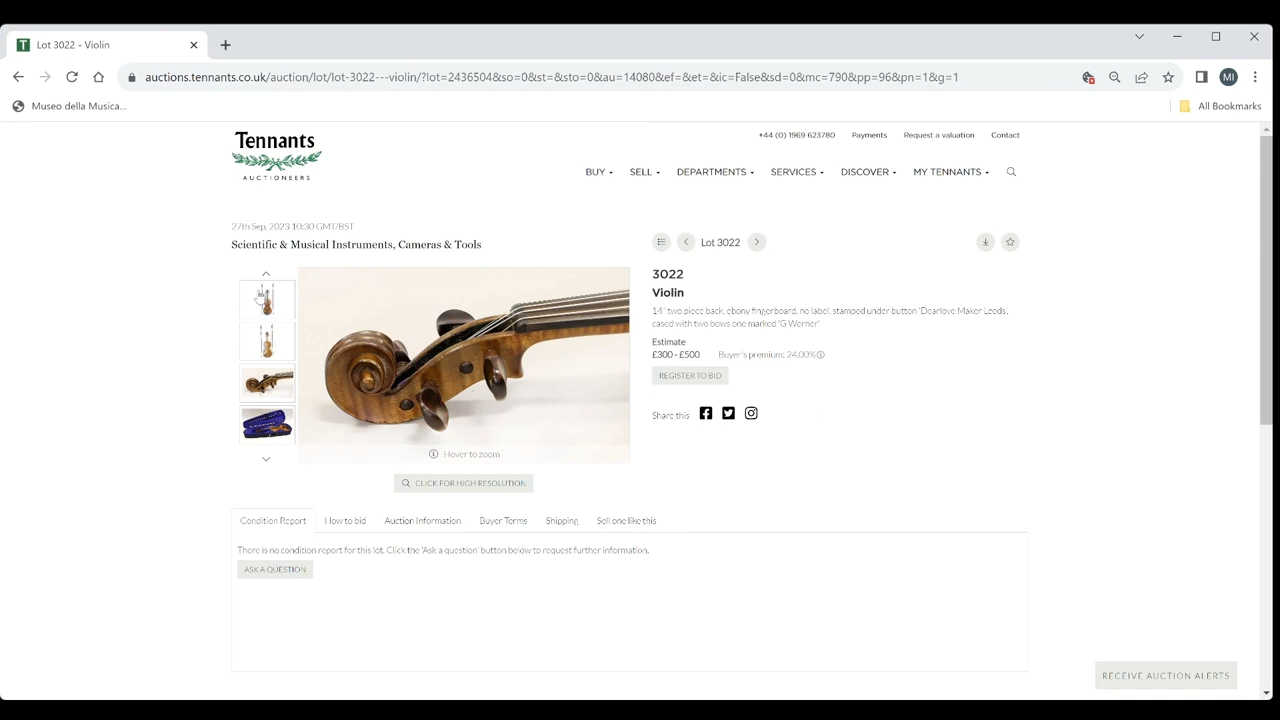 Lot 3022 - Violin
auctions.tennants.co.uk/auction/lot/lot-3022---violin/?lot=2436504&so=0&st=&sto=0&au=14080&ef=&et=&ic=False&sd=0&mc=790&pp=96&pn=1&g=1
MI
Museo della Musica...
All Bookmarks
Tennants
AUCTIONEERS
+44 (0) 1969 623780
Payments
Request a valuation
Contact
BUY
SELL
DEPARTMENTS
SERVICES
DISCOVER
MY TENNANTS
27th Sep, 2023 10:30 GMT/BST
Scientific & Musical Instruments, Cameras & Tools
Lot 3022
3022
Violin
14" two piece back, ebony fingerboard, no label, stamped under button 'Dearlove Maker Leeds,
cased with two bows one marked 'G Werner'
Estimate
£300 - £500
Buyer's premium: 24.00%
REGISTER TO BID
Share this
Hover to zoom
CLICK FOR HIGH RESOLUTION
Condition Report
How to bid
Auction Information
Buyer Terms
Shipping
Sell one like this
There is no condition report for this lot. Click the 'Ask a question' button below to request further information.
ASK A QUESTION
RECEIVE AUCTION ALERTS